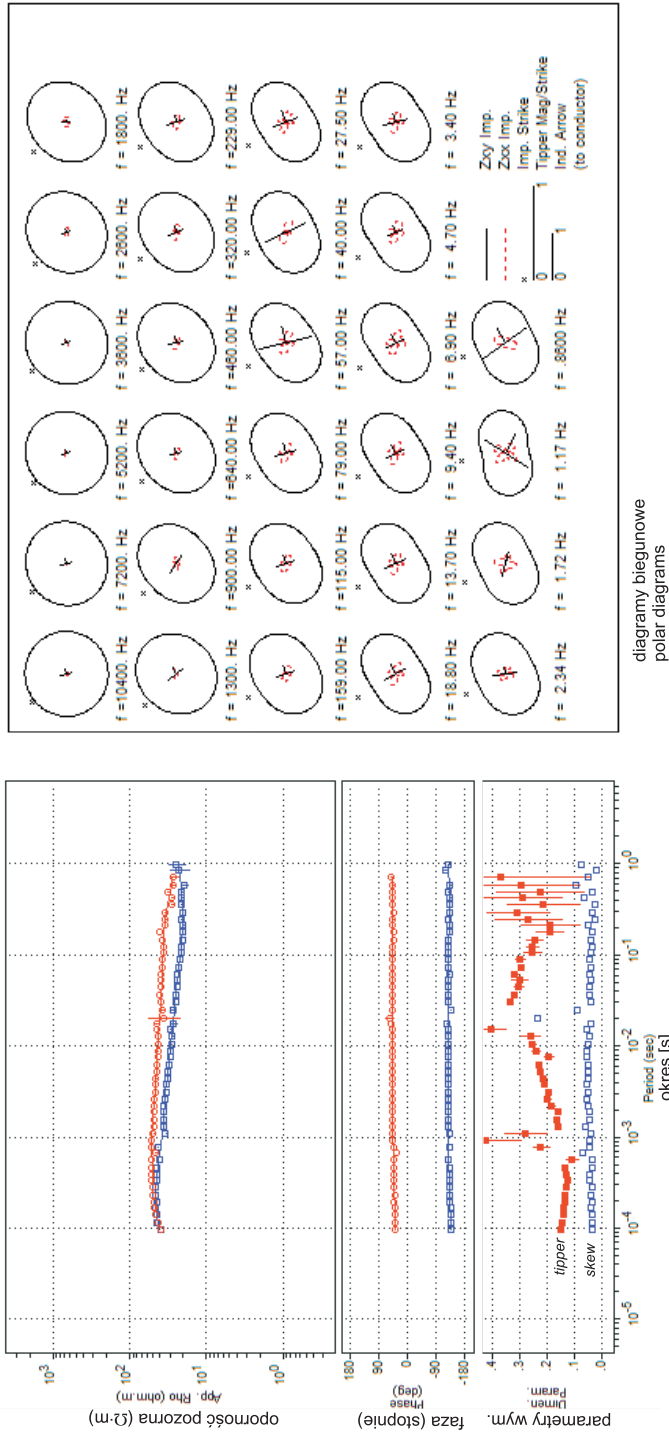 f =10400. Hz
f = 7200. Hz
f = 5200. Hz
f = 3600. Hz
f = 2600. Hz
f = 1800. Hz
f = 1300. Hz
f =900.00 Hz
f =640.00 Hz
f =460.00 Hz
f =320.00 Hz
f =229.00 Hz
f =159.00 Hz
f =115.00 Hz
f = 79.00 Hz
f = 57.00 Hz
f = 40.00 Hz
f = 27.50 Hz
f = 18.80 Hz
f = 13.70 Hz
f = 9.40 Hz
f = 6.90 Hz
f = 4.70 Hz
f = 3.40 Hz
f = 2.34 Hz
f = 1.72 Hz
f = 1.17 Hz
f = .8600 Hz
Zxy Imp.
Zxx Imp.
x Imp. Strike
0 1 Tipper Mag/Strike
0 1 Ind. Arrow
(to conductor)
diagramy biegunowe
polar diagrams
10³
10²
10¹
10⁰
App. Rho (ohm.m)
oporność pozorna (Ω·m)
180
90
0
-90
-180
Phase
(deg)
faza (stopnie)
.4
.3
.2
.1
.0
Param.
parametry wym.
tipper
skew
10⁻⁵
10⁻⁴
10⁻³
10⁻²
10⁻¹
10⁰
Period (sec)
okres [s]